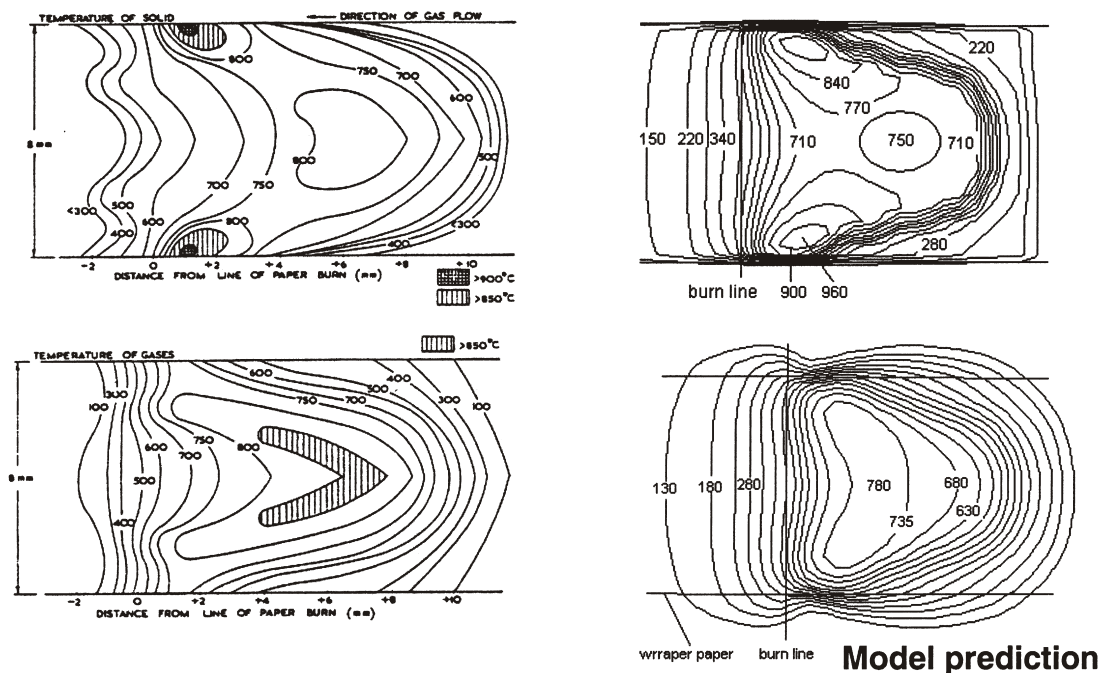 TEMPERATURE OF SOLID
DIRECTION OF GAS FLOW
800
750
700
600
500
8 mm
800
700
750
<300
500
400
600
800
<300
400
-2 0 +2 +4 +6 +8 +10
DISTANCE FROM LINE OF PAPER BURN (mm)
>900°C
>850°C
220
840
770
150 220 340 710 750 710
280
burn line 900 960
>850°C
TEMPERATURE OF GASES
600
400
500
300
100
300
100
750
700
750
600
700
800
8 mm
500
400
-2 0 +2 +4 +6 +8 +10
DISTANCE FROM LINE OF PAPER BURN (mm)
130 180 280 780 680
630
735
wrraper paper burn line
Model prediction